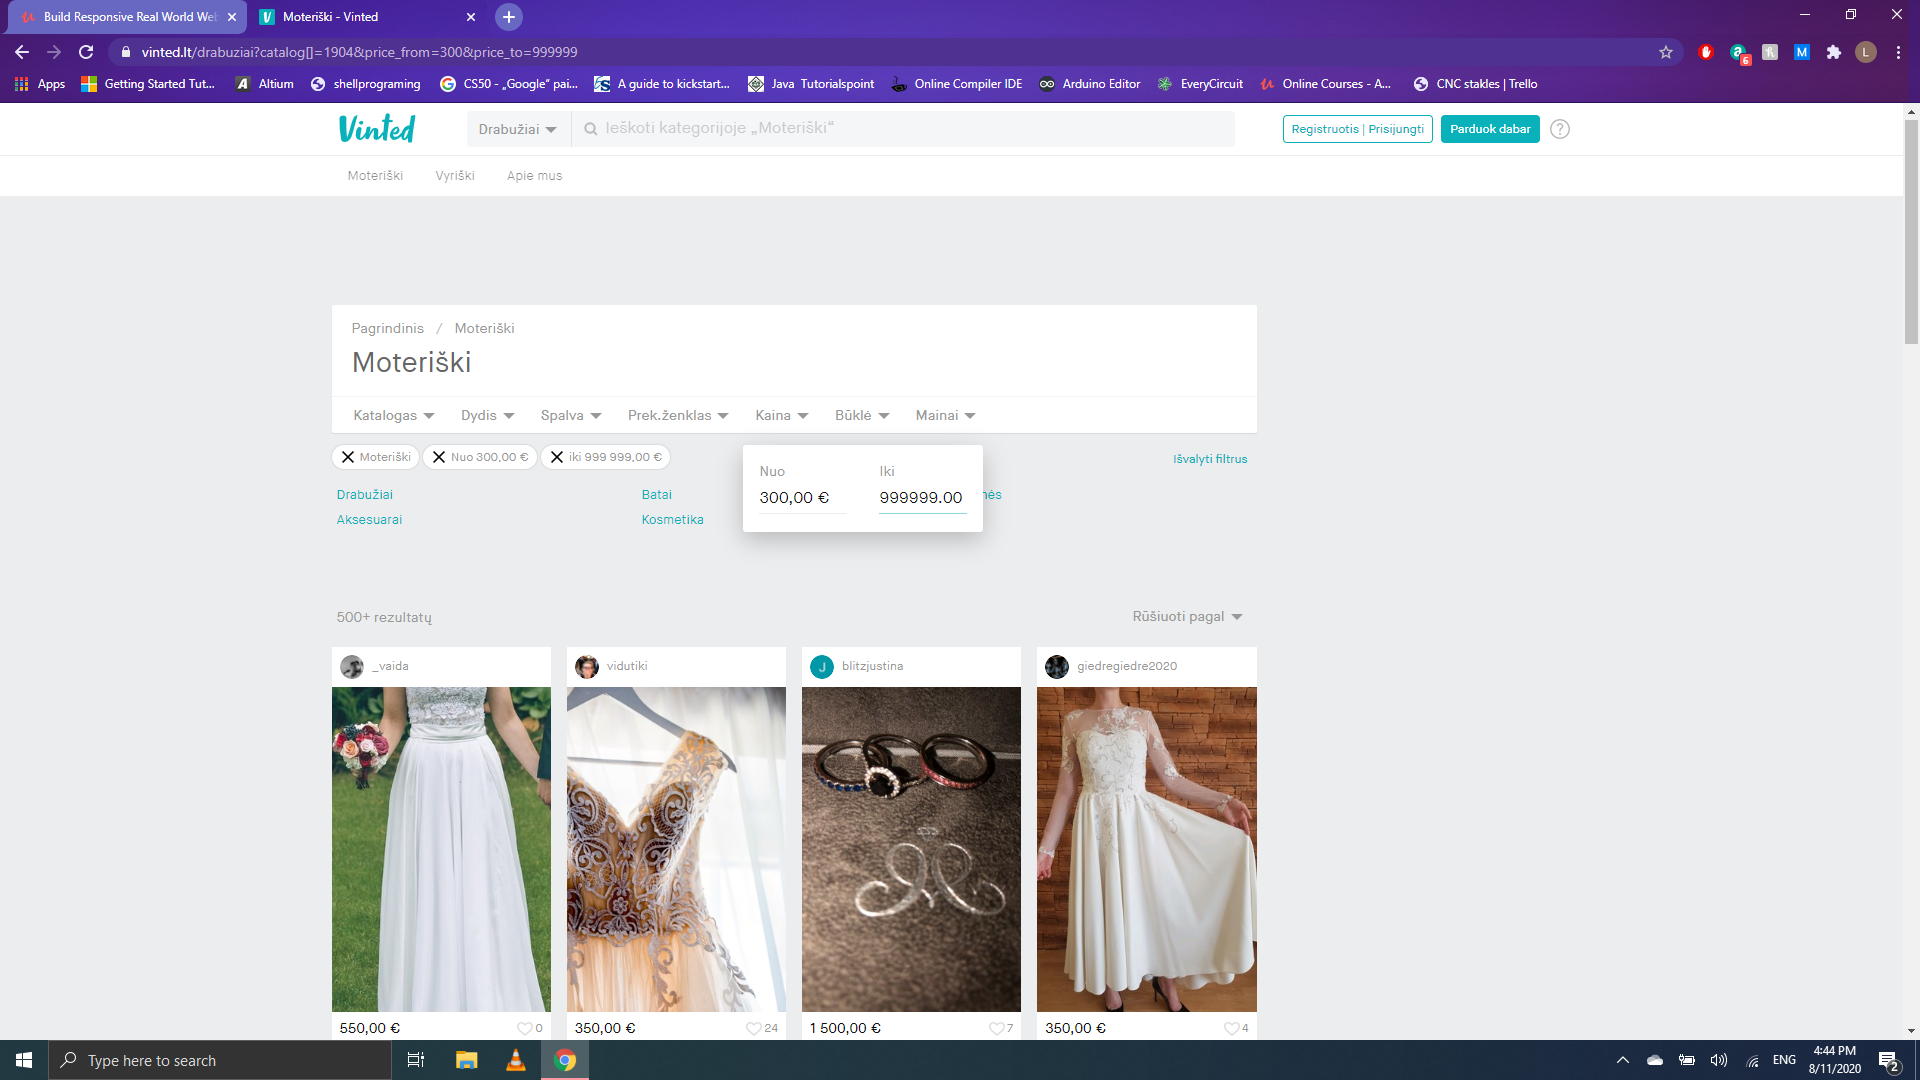 Build Responsive Real World Web
Moteriški - Vinted
vinted.lt/drabuziai?catalog[]=1904&price_from=300&price_to=999999
6
M
L
Apps
Getting Started Tut...
Altium
shellprograming
CS50 - „Google“ pai...
A guide to kickstart...
Java Tutorialspoint
Online Compiler IDE
Arduino Editor
EveryCircuit
Online Courses - A...
CNC stakles | Trello
Vinted
Drabužiai
Ieškoti kategorijoje „Moteriški“
Registruotis | Prisijungti
Parduok dabar
?
Moteriški
Vyriški
Apie mus
Pagrindinis / Moteriški
Moteriški
Katalogas
Dydis
Spalva
Prek.ženklas
Kaina
Būklė
Mainai
Moteriški
Nuo 300,00 €
iki 999 999,00 €
Nuo
Iki
300,00 €
999999.00
Išvalyti filtrus
Drabužiai
Batai
nės
Aksesuarai
Kosmetika
500+ rezultatų
Rūšiuoti pagal
_vaida
vidutiki
J
blitzjustina
giedregiedre2020
550,00 €
0
350,00 €
24
1 500,00 €
7
350,00 €
4
Type here to search
ENG
4:44 PM
8/11/2020
2